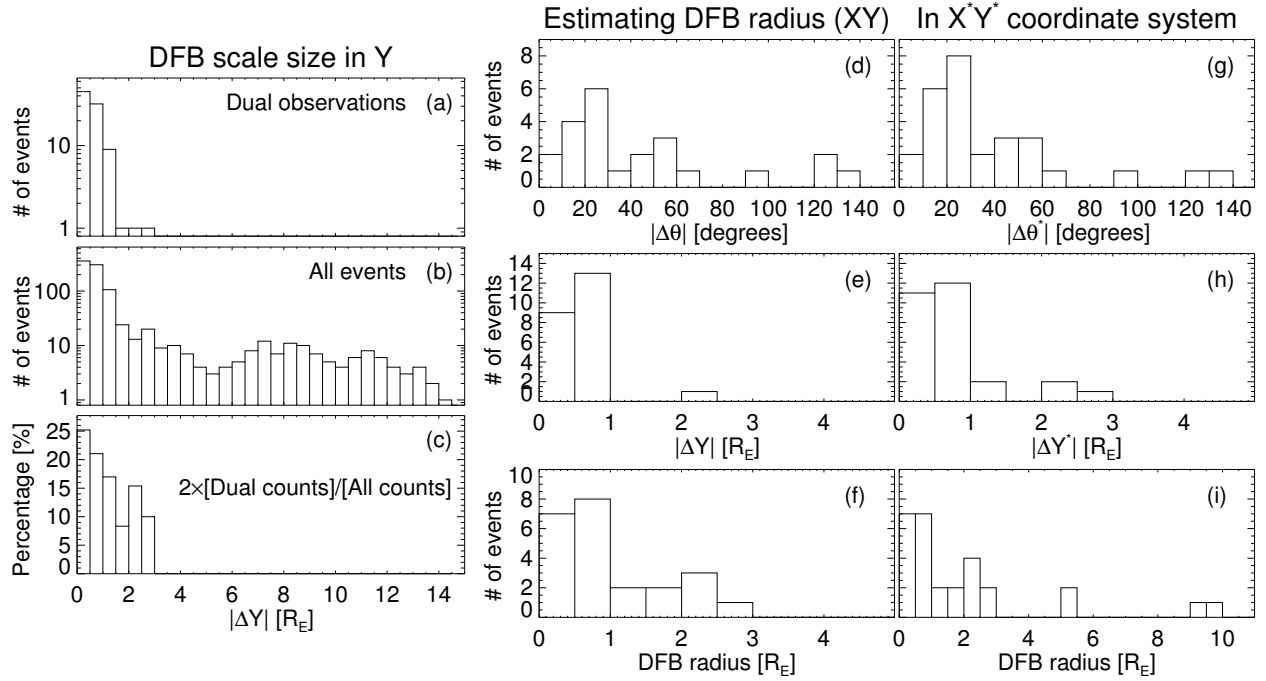 DFB scale size in Y
Dual observations (a)
# of events
10
1
All events (b)
# of events
100
10
1
(c)
2×[Dual counts]/[All counts]
Percentage [%]
25
20
15
10
5
0
0 2 4 6 8 10 12 14
|ΔY| [R_E]
Estimating DFB radius (XY)
(d)
# of events
8
6
4
2
0
0 20 40 60 80 100 120 140
|Δθ| [degrees]
(e)
# of events
14
12
10
8
6
4
2
0
0 1 2 3 4
|ΔY| [R_E]
(f)
# of events
10
8
6
4
2
0
0 1 2 3 4
DFB radius [R_E]
In X*Y* coordinate system
(g)
0 20 40 60 80 100 120 140
|Δθ*| [degrees]
(h)
0 1 2 3 4
|ΔY*| [R_E]
(i)
0 2 4 6 8 10
DFB radius [R_E]